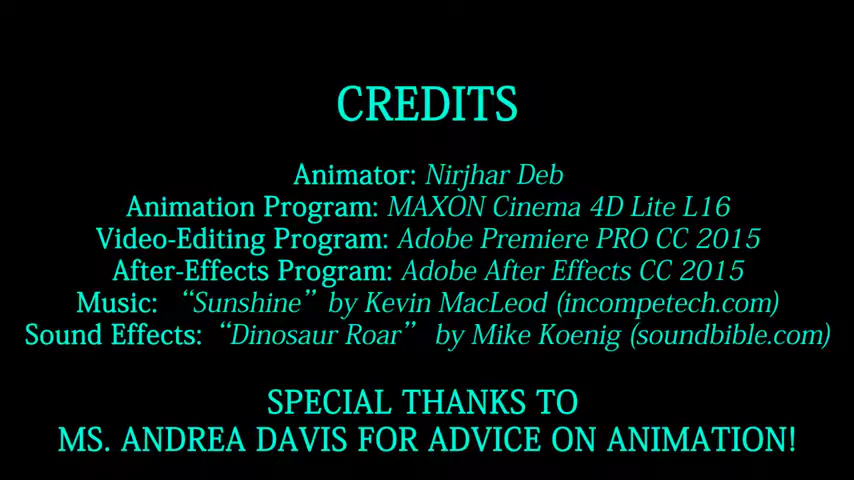 CREDITS
Animator: Nirjhar Deb
Animation Program: MAXON Cinema 4D Lite L16
Video-Editing Program: Adobe Premiere PRO CC 2015
After-Effects Program: Adobe After Effects CC 2015
Music: “Sunshine” by Kevin MacLeod (incompetech.com)
Sound Effects: “Dinosaur Roar” by Mike Koenig (soundbible.com)
SPECIAL THANKS TO
MS. ANDREA DAVIS FOR ADVICE ON ANIMATION!